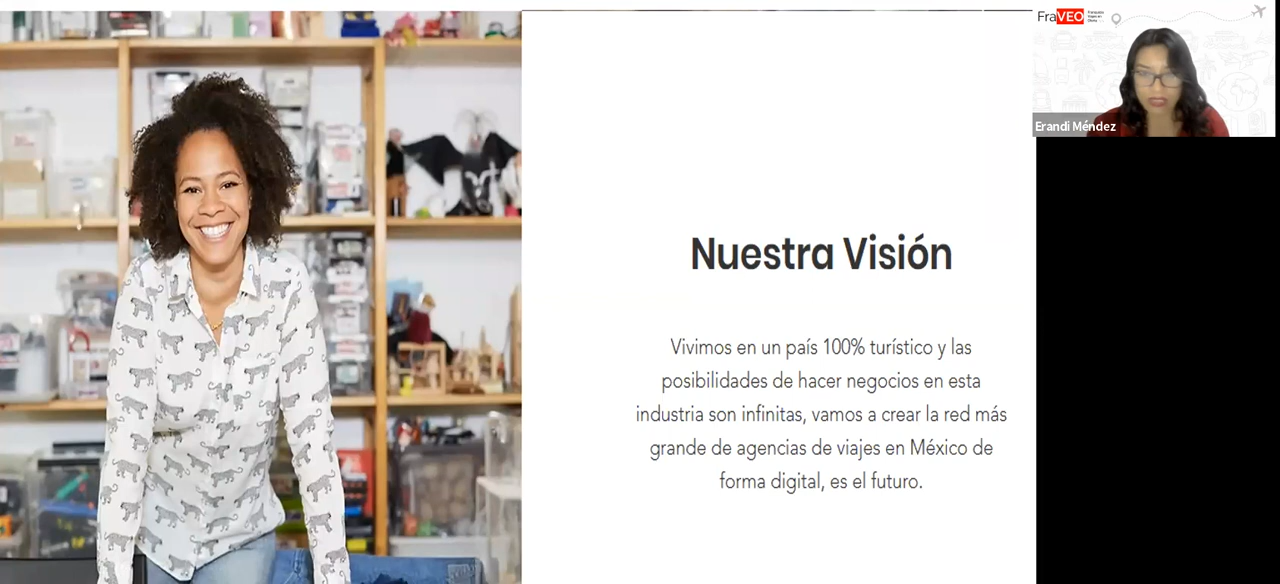 Nuestra Visión
Vivimos en un país 100% turístico y las
posibilidades de hacer negocios en esta
industria son infinitas, vamos a crear la red más
grande de agencias de viajes en México de
forma digital, es el futuro.
FraVEO
Erandi Méndez